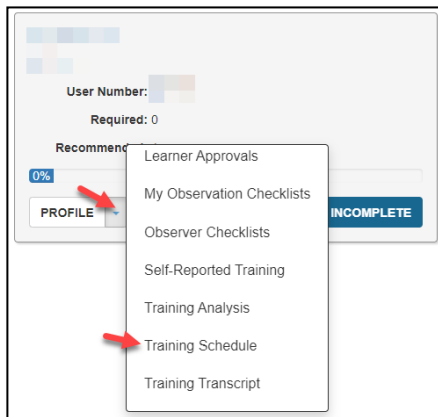 User Number:
Required: 0
Recommend
0%
PROFILE
INCOMPLETE
Learner Approvals
My Observation Checklists
Observer Checklists
Self-Reported Training
Training Analysis
Training Schedule
Training Transcript